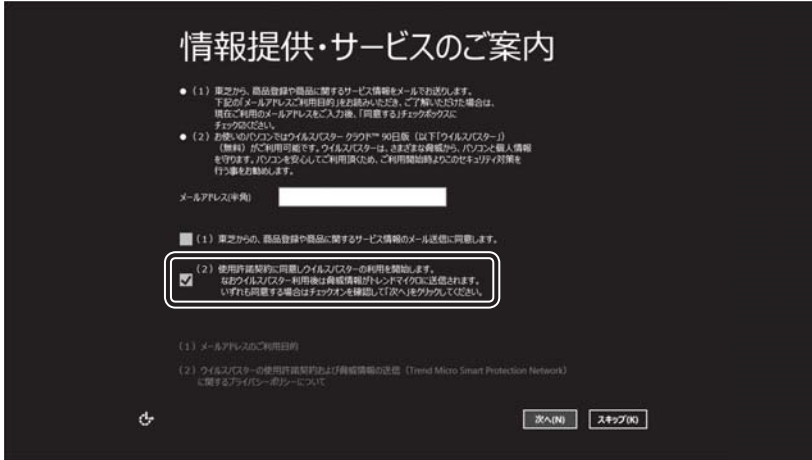 情報提供・サービスのご案内
● (1) 東芝から、商品登録や商品に関するサービス情報をメールでお送りします。
下記の「メールアドレスご利用目的」をお読みいただき、ご了解いただけた場合は、
現在ご利用のメールアドレスをご入力後、「同意する」チェックボックスに
チェックください。
● (2) お使いのパソコンではウイルスバスター クラウド™ 90日版 (以下「ウイルスバスター」)
(無料) がご利用可能です。ウイルスバスターは、さまざまな脅威から、パソコンと個人情報
を守ります。パソコンを安心してご利用頂くため、ご利用開始時よりこのセキュリティ対策を
行う事をお勧めします。
メールアドレス(半角)
(1) 東芝からの、商品登録や商品に関するサービス情報のメール送信に同意します。
(2) 使用許諾契約に同意しウイルスバスターの利用を開始します。
なおウイルスバスター利用後は脅威情報がトレンドマイクロに送信されます。
いずれも同意する場合はチェックオンを確認して「次へ」をクリックしてください。
(1) メールアドレスのご利用目的
(2) ウイルスバスターの使用許諾契約および脅威情報の送信 (Trend Micro Smart Protection Network)
に関するプライバシーポリシーについて
次へ(N)
スキップ(K)